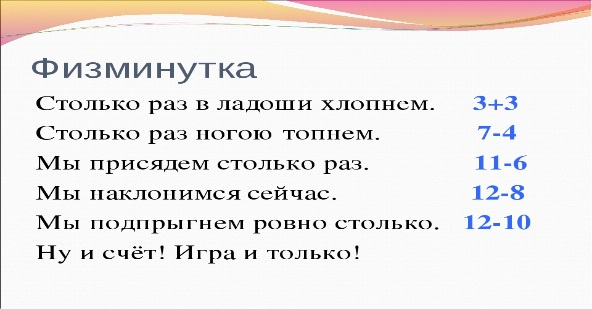 Физминутка
Столько раз в ладоши хлопнем. 3+3
Столько раз ногою топнем. 7-4
Мы присядем столько раз. 11-6
Мы наклонимся сейчас. 12-8
Мы подпрыгнем ровно столько. 12-10
Ну и счёт! Игра и только!